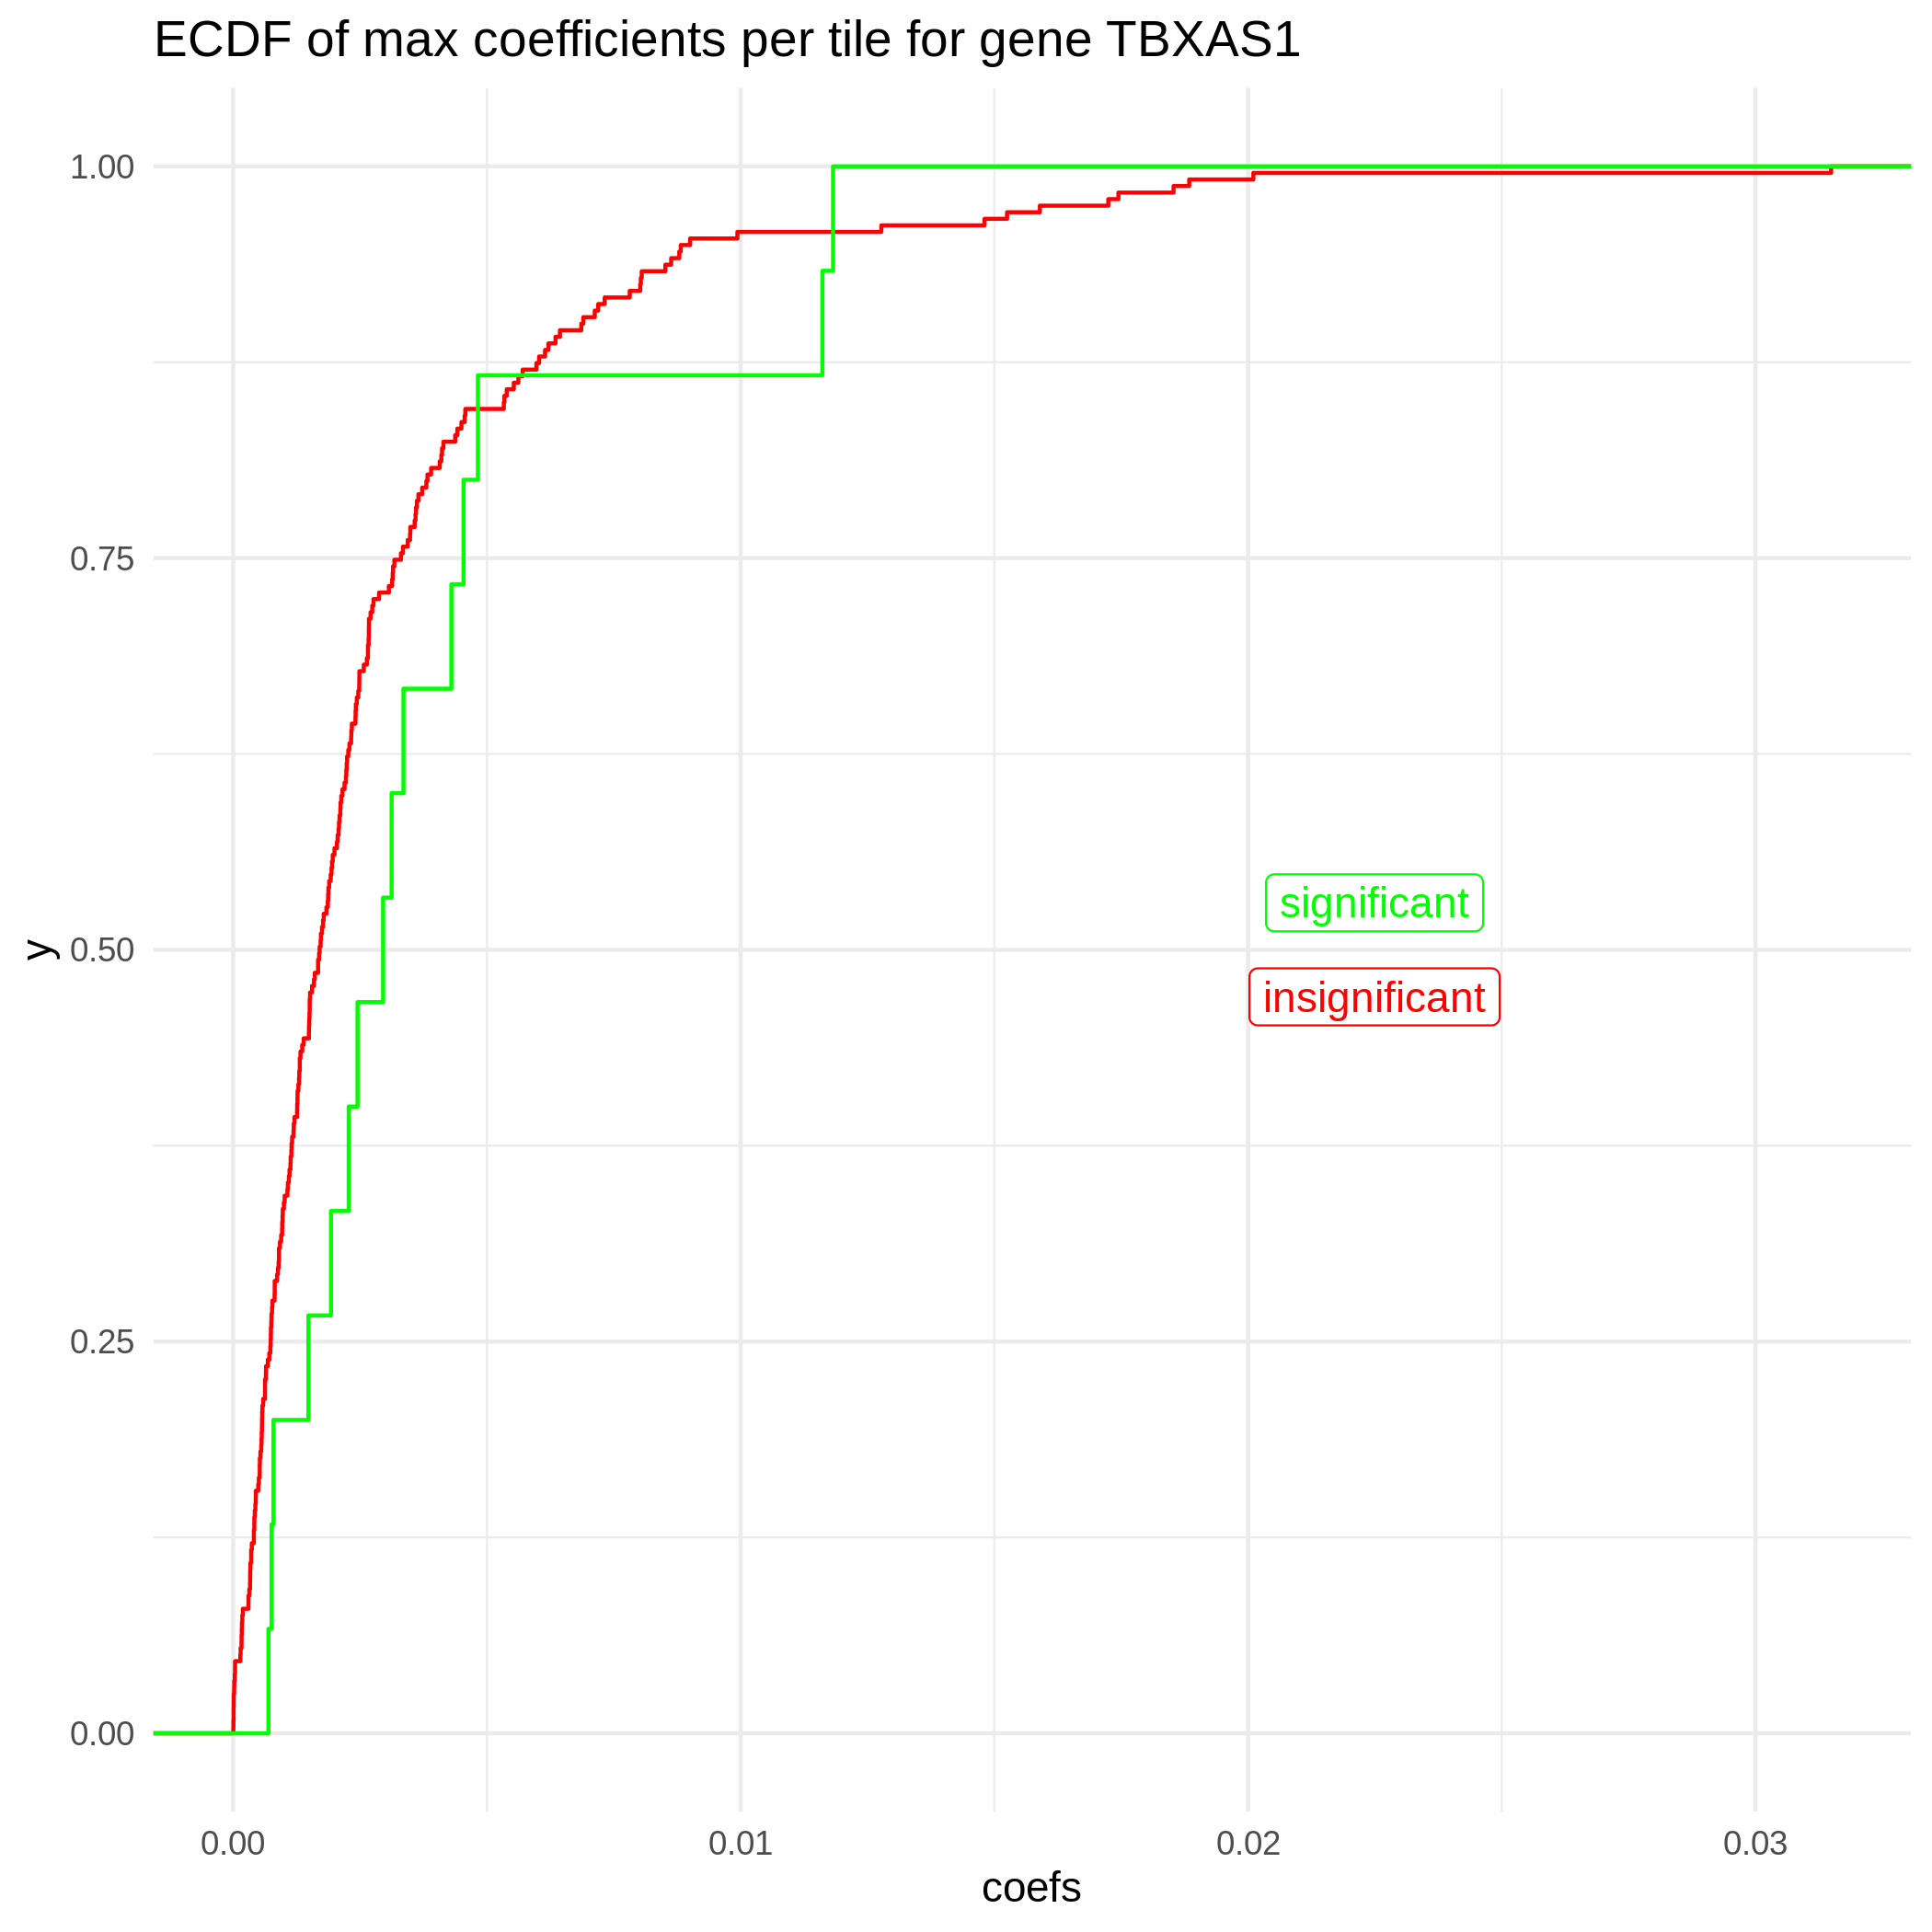 ECDF of max coefficients per tile for gene TBXAS1
1.00
0.75
0.50
0.25
0.00
y
significant
insignificant
0.00 0.01 0.02 0.03
coefs